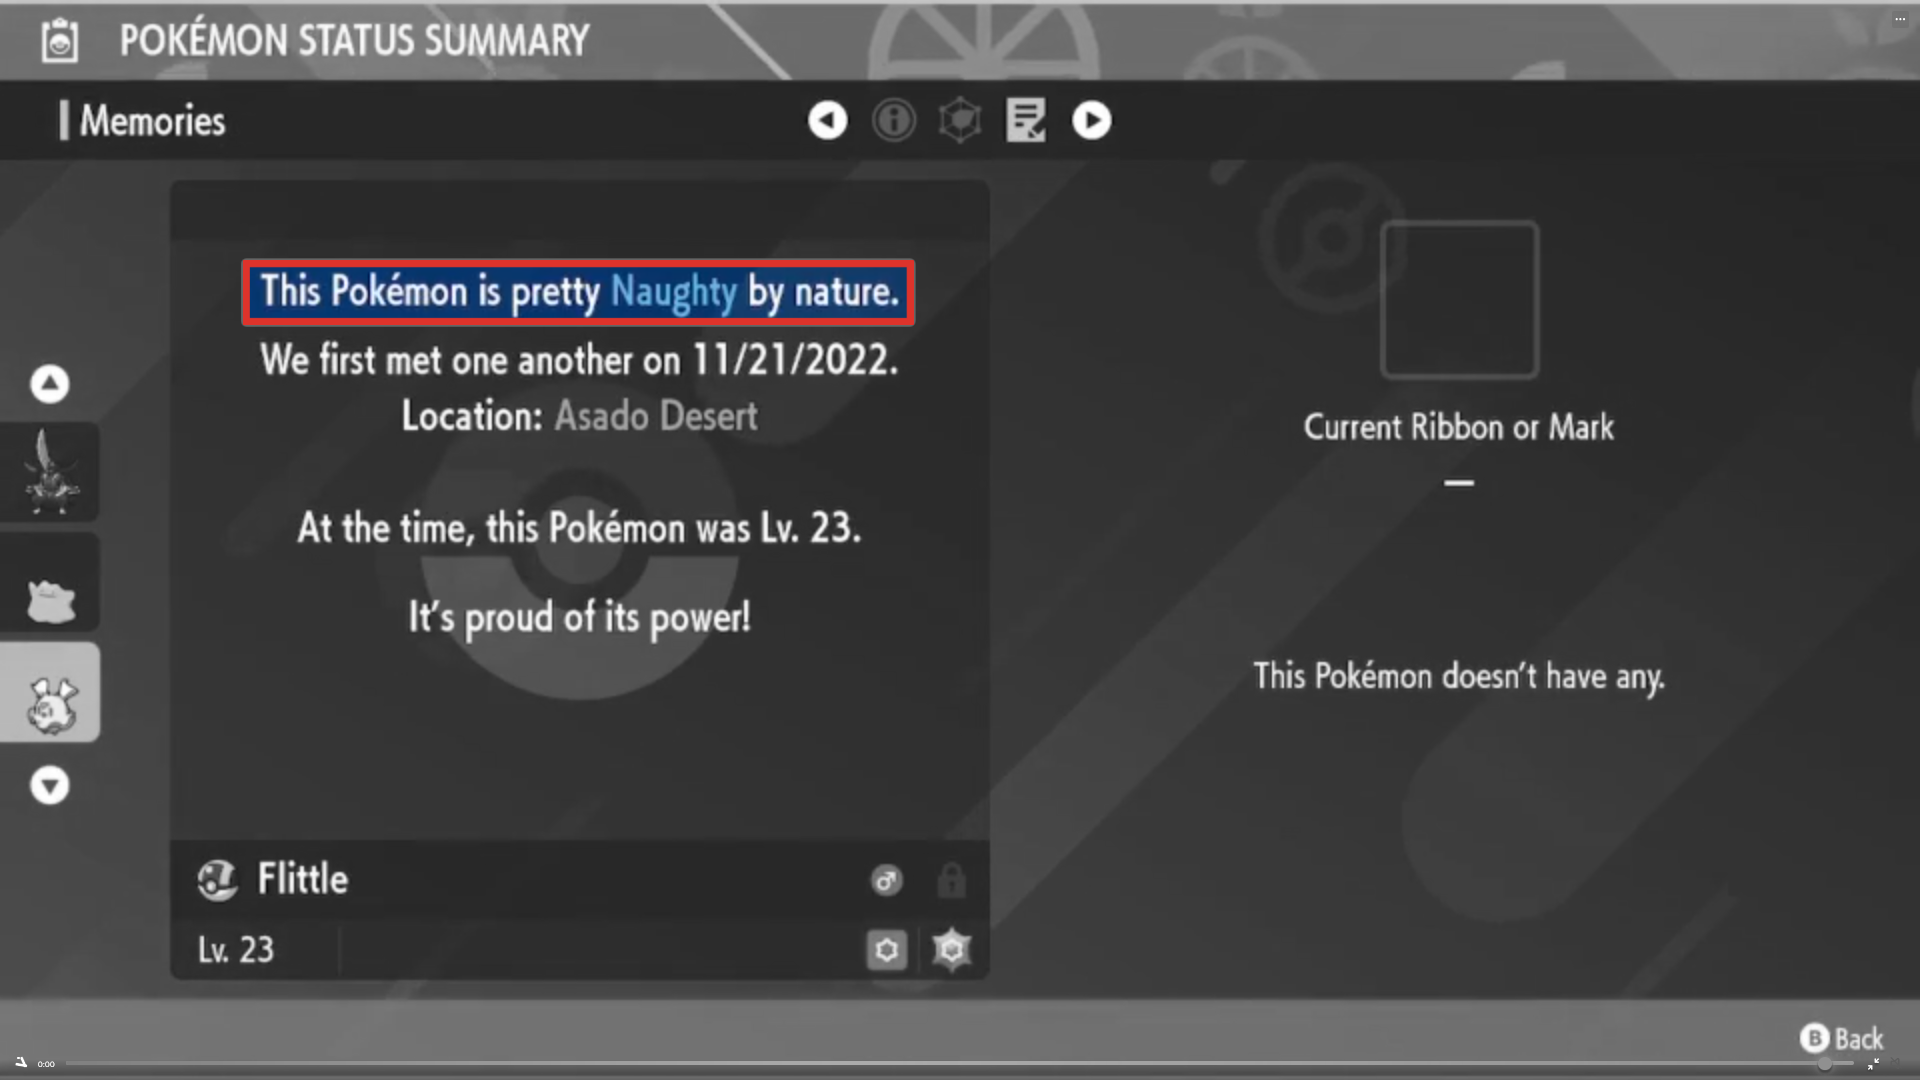 POKÉMON STATUS SUMMARY
Memories
This Pokémon is pretty Naughty by nature.
We first met one another on 11/21/2022.
Location: Asado Desert
At the time, this Pokémon was Lv. 23.
It's proud of its power!
Flittle
Lv. 23
Current Ribbon or Mark
—
This Pokémon doesn't have any.
B Back
0:00